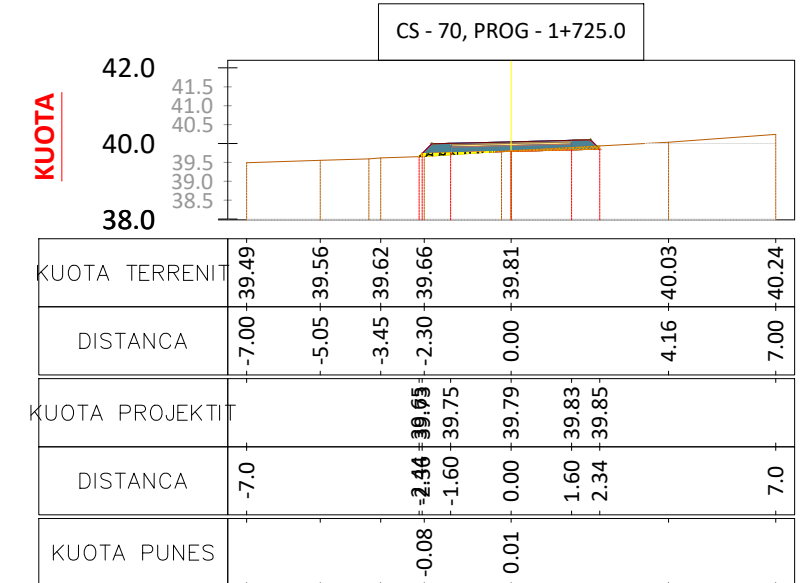 CS - 70, PROG - 1+725.0
KUOTA
42.0
41.5
41.0
40.5
40.0
39.5
39.0
38.5
38.0
KUOTA TERRENIT 39.49 39.56 39.62 39.66 39.81 40.03 40.24
DISTANCA -7.00 -5.05 -3.45 -2.30 0.00 4.16 7.00
KUOTA PROJEKTIT 39.75 39.79 39.83 39.85
DISTANCA -7.0 -1.60 0.00 1.60 2.34 7.0
KUOTA PUNES -0.08 0.01